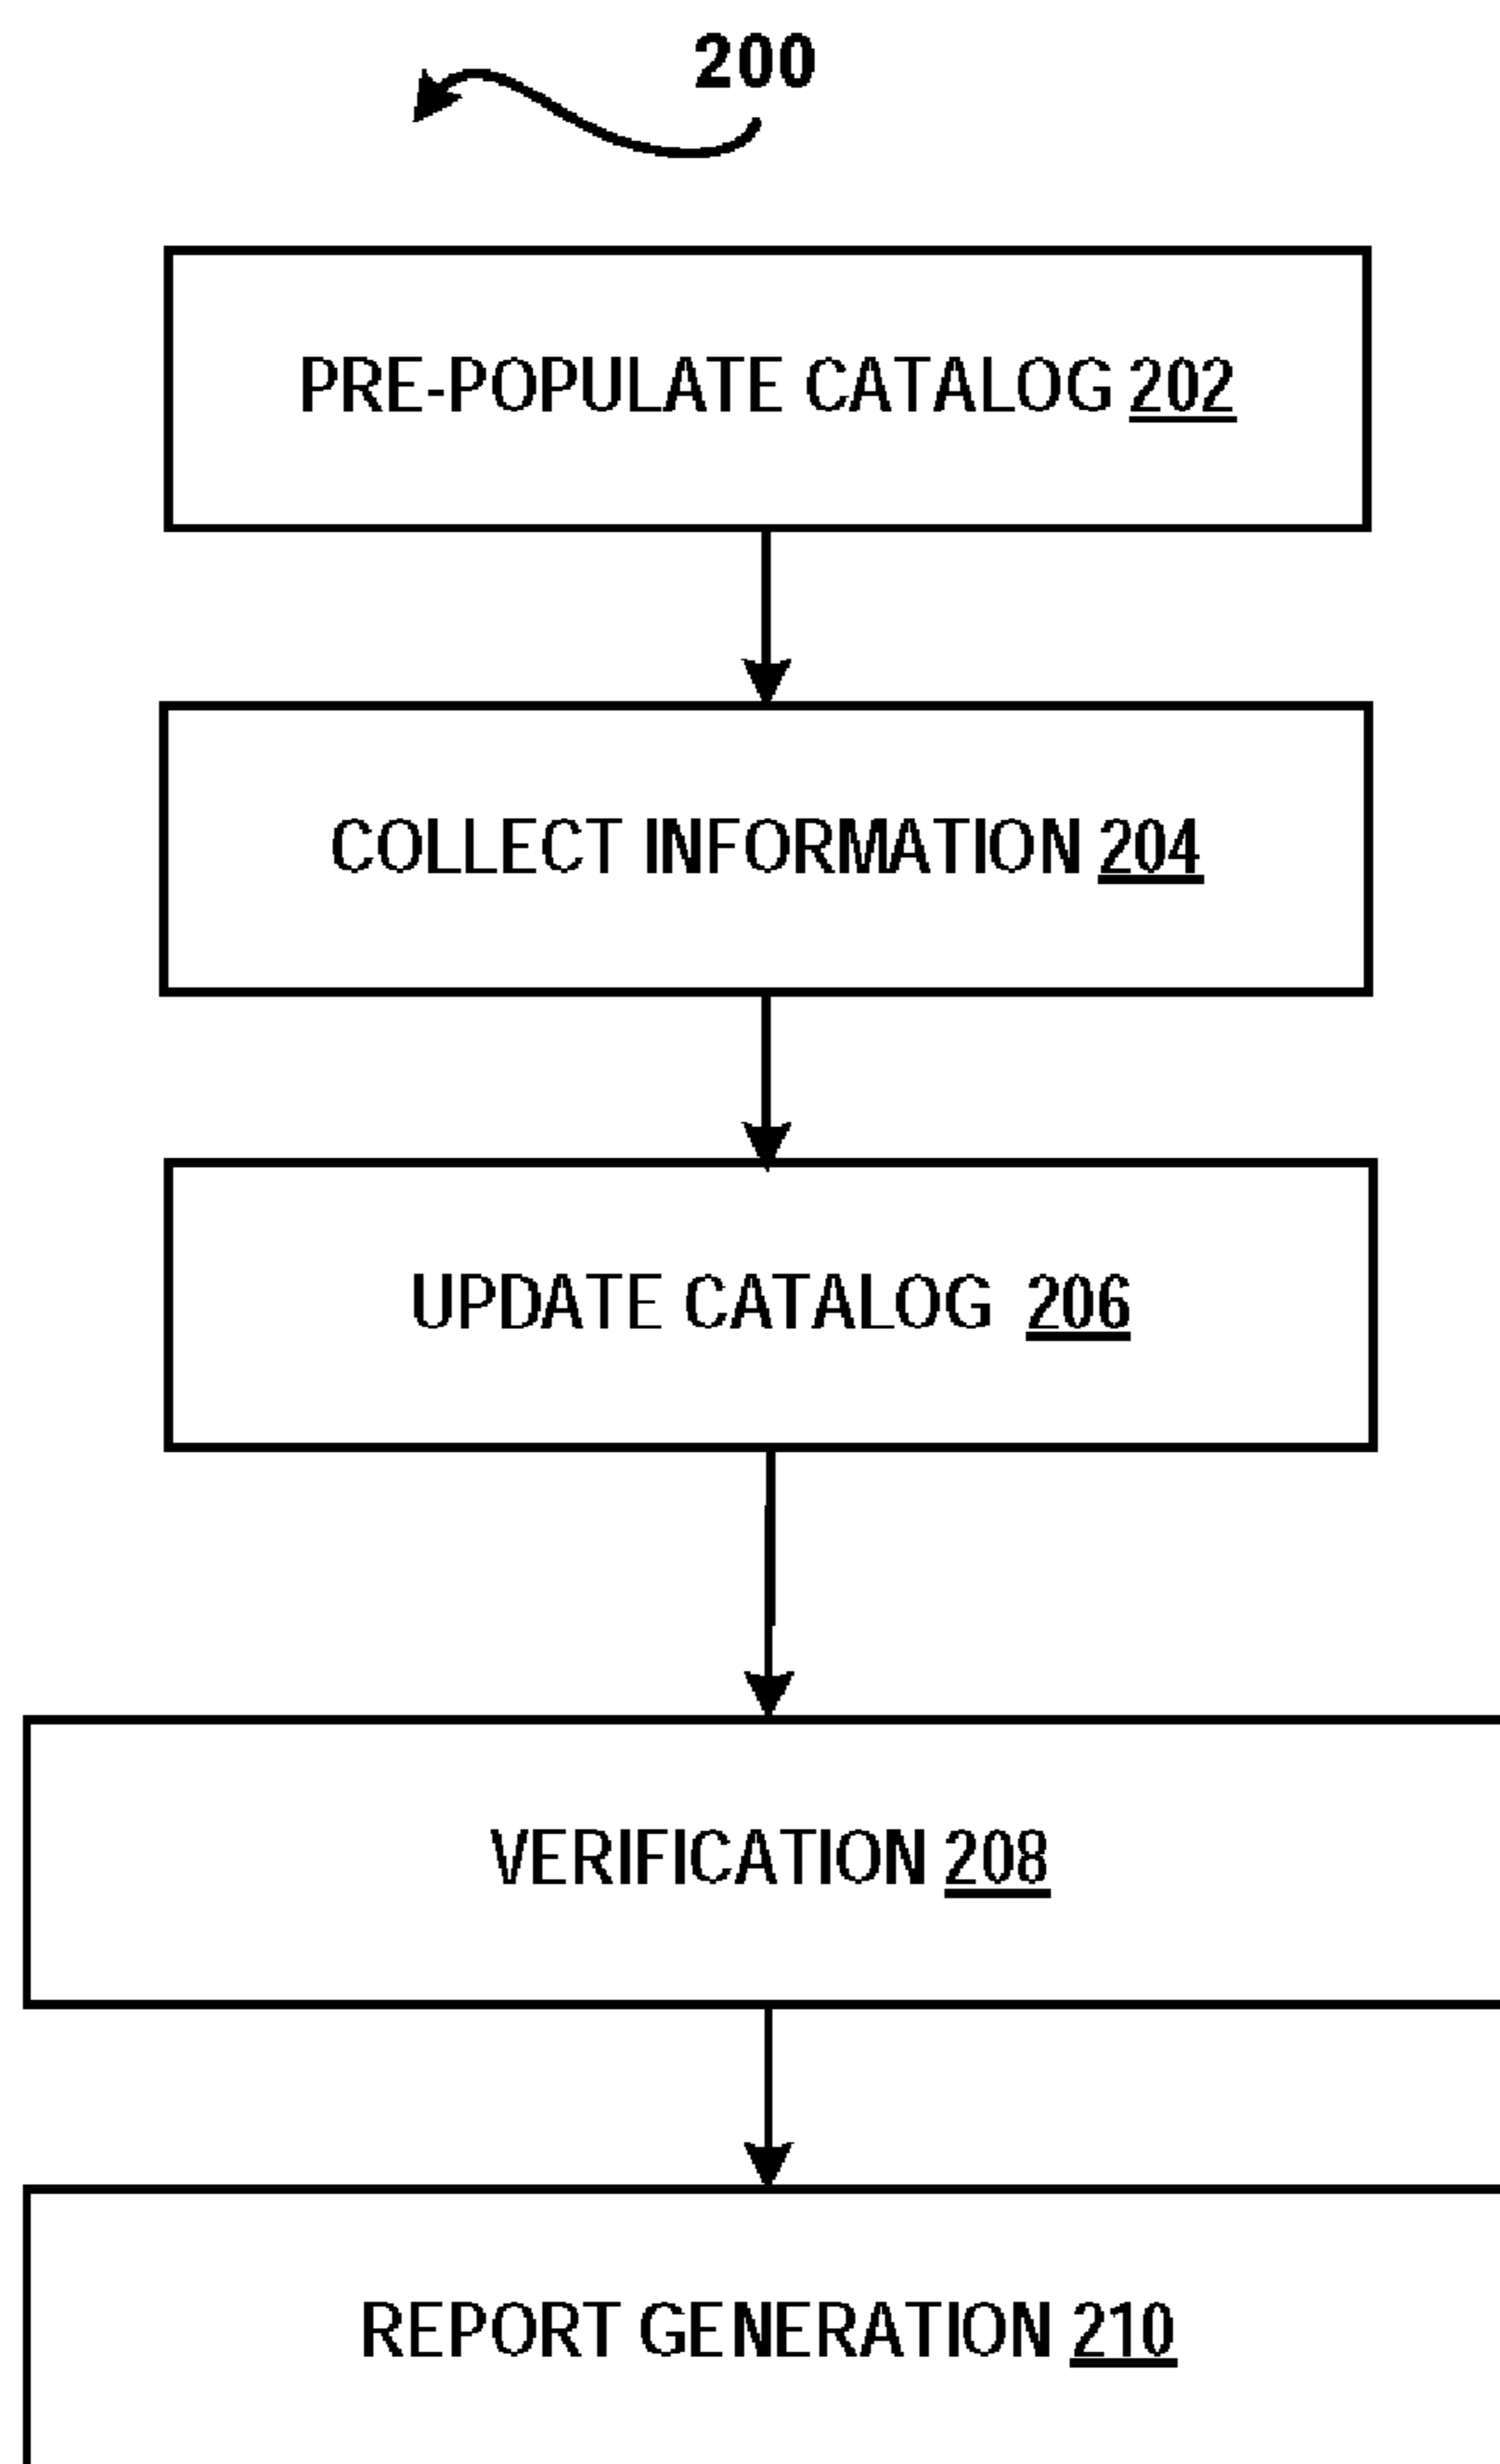 200
PRE-POPULATE CATALOG 202
COLLECT INFORMATION 204
UPDATE CATALOG 206
VERIFICATION 208
REPORT GENERATION 210